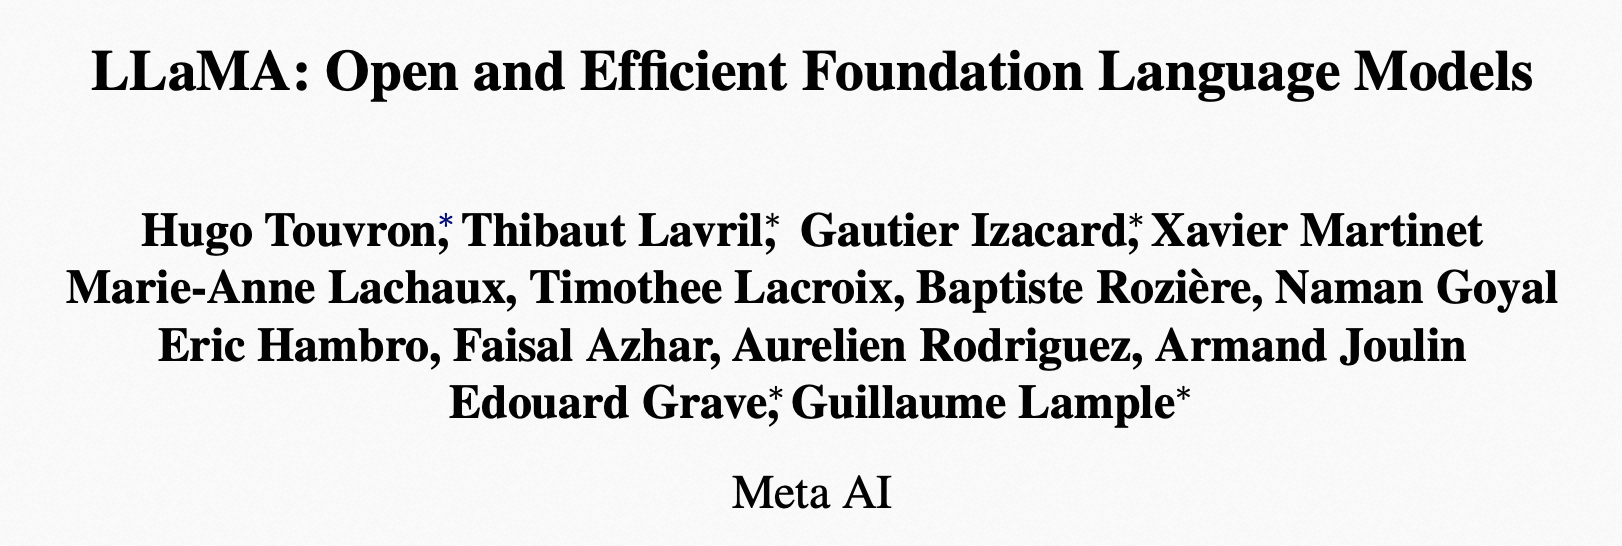 LLaMA: Open and Efficient Foundation Language Models
Hugo Touvron,* Thibaut Lavril,* Gautier Izacard,* Xavier Martinet
Marie-Anne Lachaux, Timothee Lacroix, Baptiste Rozière, Naman Goyal
Eric Hambro, Faisal Azhar, Aurelien Rodriguez, Armand Joulin
Edouard Grave,* Guillaume Lample*
Meta AI